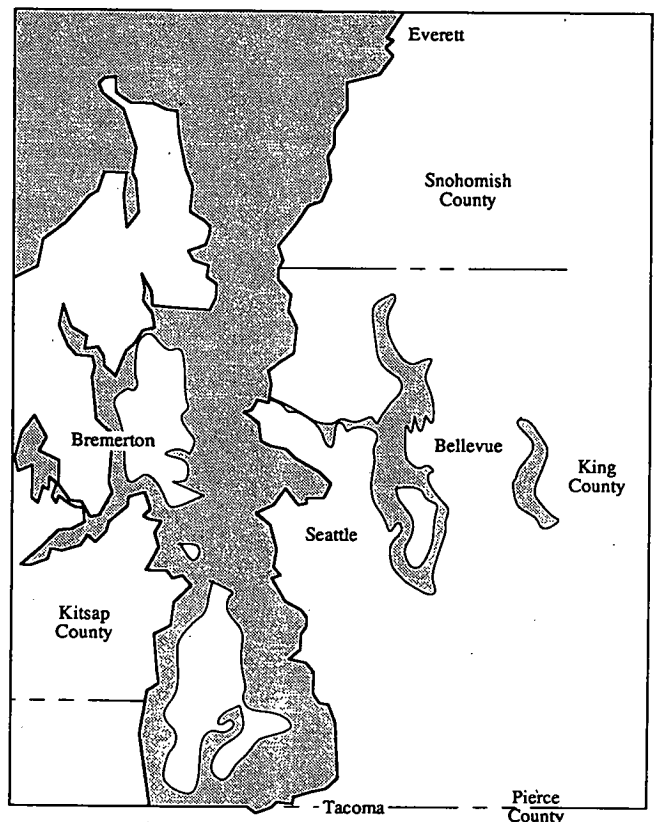 Everett
Snohomish
County
Bremerton
Bellevue
King
County
Seattle
Kitsap
County
Tacoma
Pierce
County